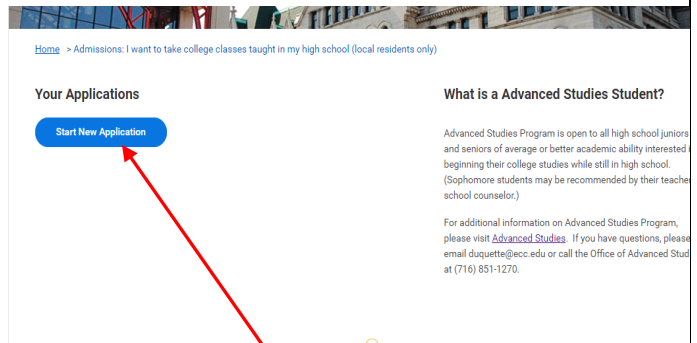 Home > Admissions: I want to take college classes taught in my high school (local residents only)
Your Applications
Start New Application
What is a Advanced Studies Student?
Advanced Studies Program is open to all high school juniors
and seniors of average or better academic ability interested
beginning their college studies while still in high school.
(Sophomore students may be recommended by their teache
school counselor.)
For additional information on Advanced Studies Program,
please visit Advanced Studies. If you have questions, please
email duquette@ecc.edu or call the Office of Advanced Stud
at (716) 851-1270.